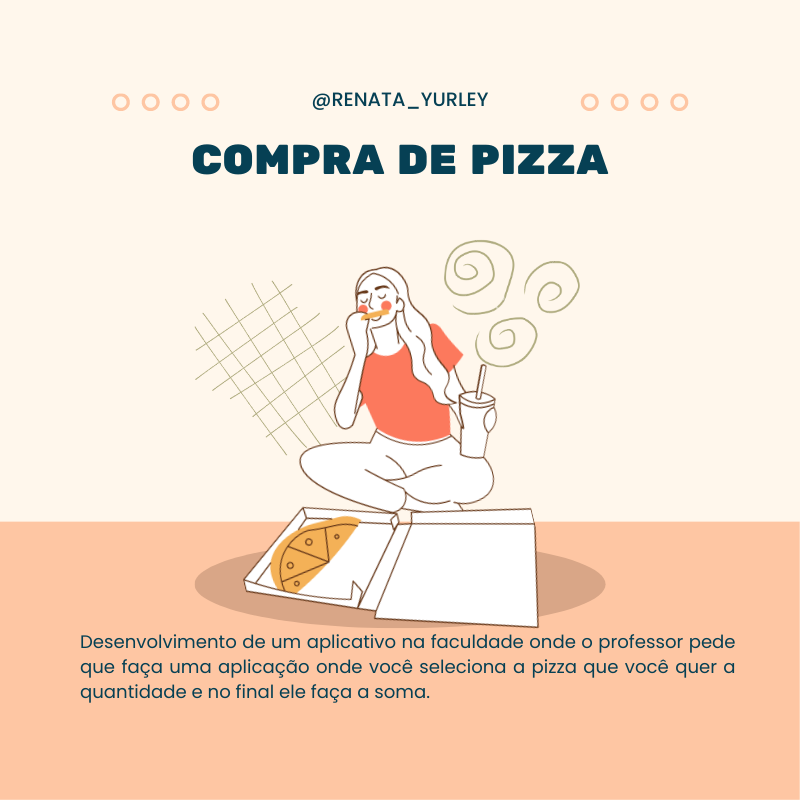 @RENATA_YURLEY
COMPRA DE PIZZA
Desenvolvimento de um aplicativo na faculdade onde o professor pede
que faça uma aplicação onde você seleciona a pizza que você quer a
quantidade e no final ele faça a soma.